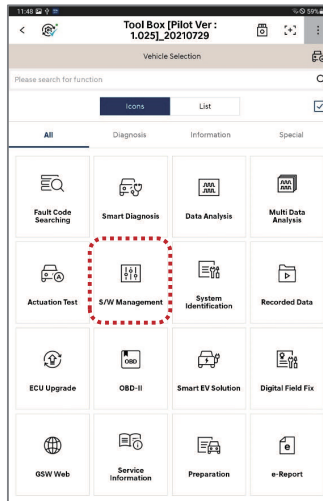 11:48
59%
Tool Box [Pilot Ver :
1.025]_20210729
Vehicle
Selection
Please search for function
Icons
List
All
Diagnosis
Information
Special
Fault Code
Searching
Smart Diagnosis
Data Analysis
Multi Data
Analysis
Actuation Test
S/W Management
System
Identification
Recorded Data
ECU Upgrade
OBD
OBD-II
Smart EV Solution
Digital Field Fix
GSW Web
Service
Information
Preparation
e-Report